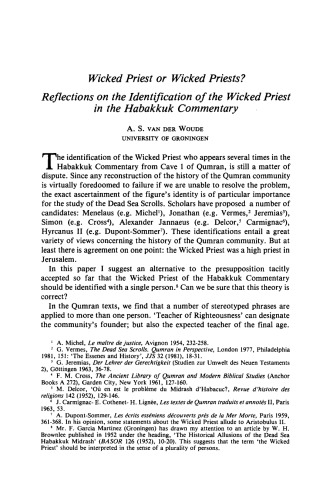 Wicked Priest or Wicked Priests?
Reflections on the Identification of the Wicked Priest
in the Habakkuk Commentary
A. S. VAN DER WOUDE
UNIVERSITY OF GRONINGEN
The identification of the Wicked Priest who appears several times in the
Habakkuk Commentary from Cave 1 of Qumran, is still a matter of
dispute. Since any reconstruction of the history of the Qumran community
is virtually foredoomed to failure if we are unable to resolve the problem,
the exact ascertainment of the figure's identity is of particular importance
for the study of the Dead Sea Scrolls. Scholars have proposed a number of
candidates: Menelaus (e.g. Michel¹), Jonathan (e.g. Vermes,² Jeremias³),
Simon (e.g. Cross⁴), Alexander Jannaeus (e.g. Delcor,⁵ Carmignac⁶),
Hyrcanus II (e.g. Dupont-Sommer⁷). These identifications entail a great
variety of views concerning the history of the Qumran community. But at
least there is agreement on one point: the Wicked Priest was a high priest in
Jerusalem.
In this paper I suggest an alternative to the presupposition tacitly
accepted so far that the Wicked Priest of the Habakkuk Commentary
should be identified with a single person.⁸ Can we be sure that this theory is
correct?
In the Qumran texts, we find that a number of stereotyped phrases are
applied to more than one person. 'Teacher of Righteousness' can designate
the community's founder; but also the expected teacher of the final age.
¹ A. Michel, Le maître de justice, Avignon 1954, 232-258.
² G. Vermes, The Dead Sea Scrolls. Qumran in Perspective, London 1977, Philadelphia
1981, 151: 'The Essenes and History', JJS 32 (1981), 18-31.
³ G. Jeremias, Der Lehrer der Gerechtigkeit (Studien zur Umwelt des Neuen Testaments
2), Göttingen 1963, 36-78.
⁴ F. M. Cross, The Ancient Library of Qumran and Modern Biblical Studies (Anchor
Books A 272), Garden City, New York 1961, 127-160.
⁵ M. Delcor, 'Où en est le problème du Midrash d'Habacuc?, Revue d'histoire des
religions 142 (1952), 129-146.
⁶ J. Carmignac- E. Cothenet- H. Lignée, Les textes de Qumran traduits et annotés II, Paris
1963, 53.
⁷ A. Dupont-Sommer, Les écrits esséniens découverts près de la Mer Morte, Paris 1959,
361-368. In his opinion, some statements about the Wicked Priest allude to Aristobulus II.
⁸ Mr. F. García Martínez (Groningen) has drawn my attention to an article by W. H.
Brownlee published in 1952 under the heading, 'The Historical Allusions of the Dead Sea
Habakkuk Midrash' (BASOR 126 (1952), 10-20). This suggests that the term 'the Wicked
Priest' should be interpreted in the sense of a plurality of persons.